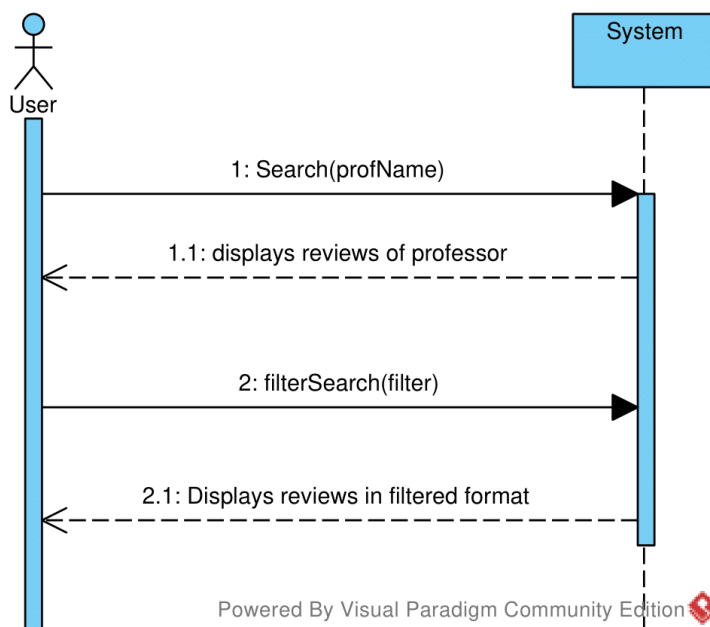 System
User
1: Search(profName)
1.1: displays reviews of professor
2: filterSearch(filter)
2.1: Displays reviews in filtered format
Powered By Visual Paradigm Community Edition